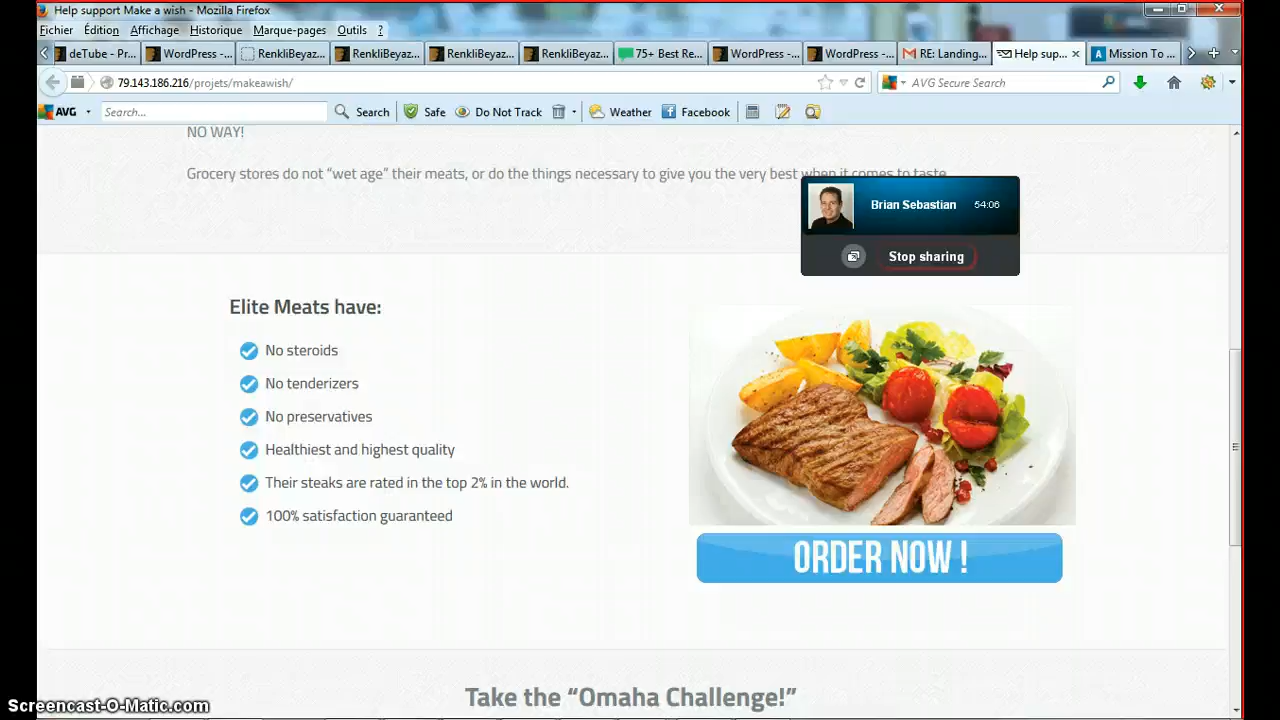 Help support Make a wish - Mozilla Firefox
Fichier Édition Affichage Historique Marque-pages Outils ?
deTube - Pr... WordPress -... RenkliBeyaz... RenkliBeyaz... RenkliBeyaz... RenkliBeyaz... 75+ Best Re... WordPress -... WordPress -... RE: Landing... Help sup... Mission To ...
79.143.186.216/projets/makeawish/ AVG Secure Search
AVG Search... Search Safe Do Not Track Weather Facebook
NO WAY!
Grocery stores do not “wet age” their meats, or do the things necessary to give you the very best when it comes to taste.
Brian Sebastian 54:06
Stop sharing
Elite Meats have:
No steroids
No tenderizers
No preservatives
Healthiest and highest quality
Their steaks are rated in the top 2% in the world.
100% satisfaction guaranteed
ORDER NOW !
Take the “Omaha Challenge!”
Screencast-O-Matic.com